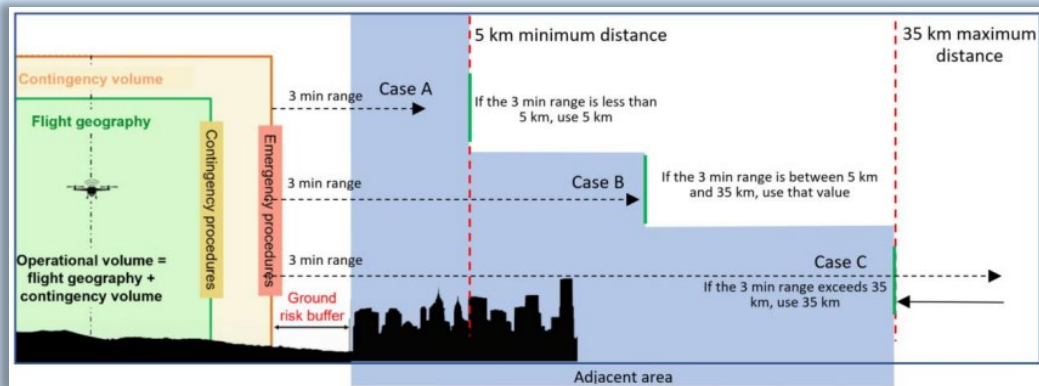 5 km minimum distance
35 km maximum
distance
Contingency volume
Flight geography
Contingency procedures
Emergency procedures
3 min range
Case A
If the 3 min range is less than
5 km, use 5 km
3 min range
Case B
If the 3 min range is between 5 km
and 35 km, use that value
Operational volume =
flight geography +
contingency volume
3 min range
Case C
If the 3 min range exceeds 35
km, use 35 km
Ground
risk buffer
Adjacent area